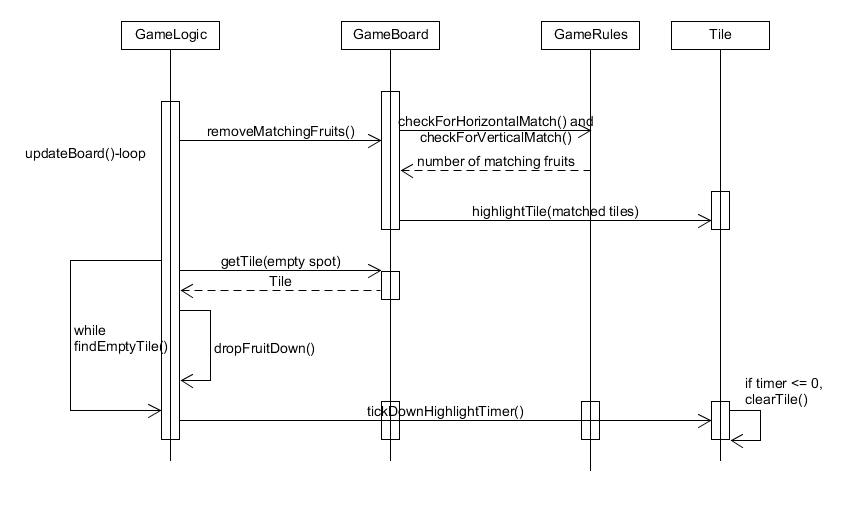 GameLogic
GameBoard
GameRules
Tile
checkForHorizontalMatch() and
checkForVerticalMatch()
removeMatchingFruits()
updateBoard()-loop
number of matching fruits
highlightTile(matched tiles)
getTile(empty spot)
Tile
while
findEmptyTile()
dropFruitDown()
if timer <= 0,
clearTile()
tickDownHighlightTimer()